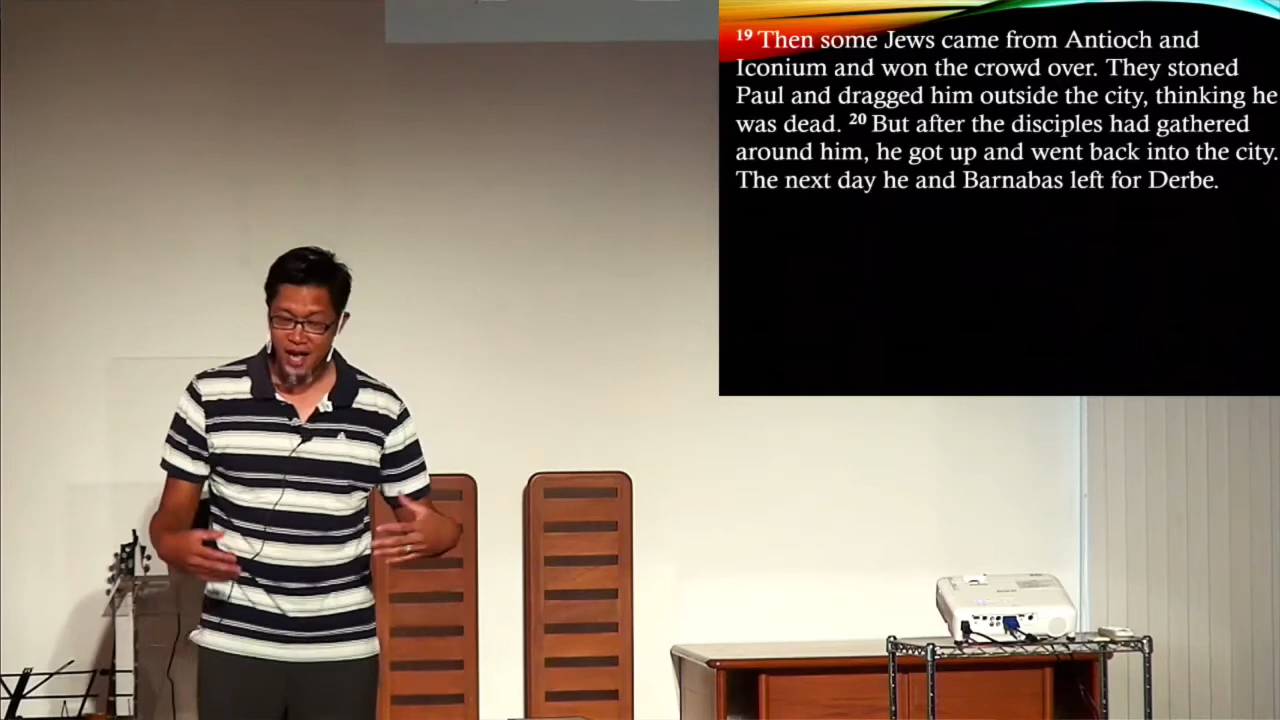 19 Then some Jews came from Antioch and
Iconium and won the crowd over. They stoned
Paul and dragged him outside the city, thinking he
was dead. 20 But after the disciples had gathered
around him, he got up and went back into the city.
The next day he and Barnabas left for Derbe.